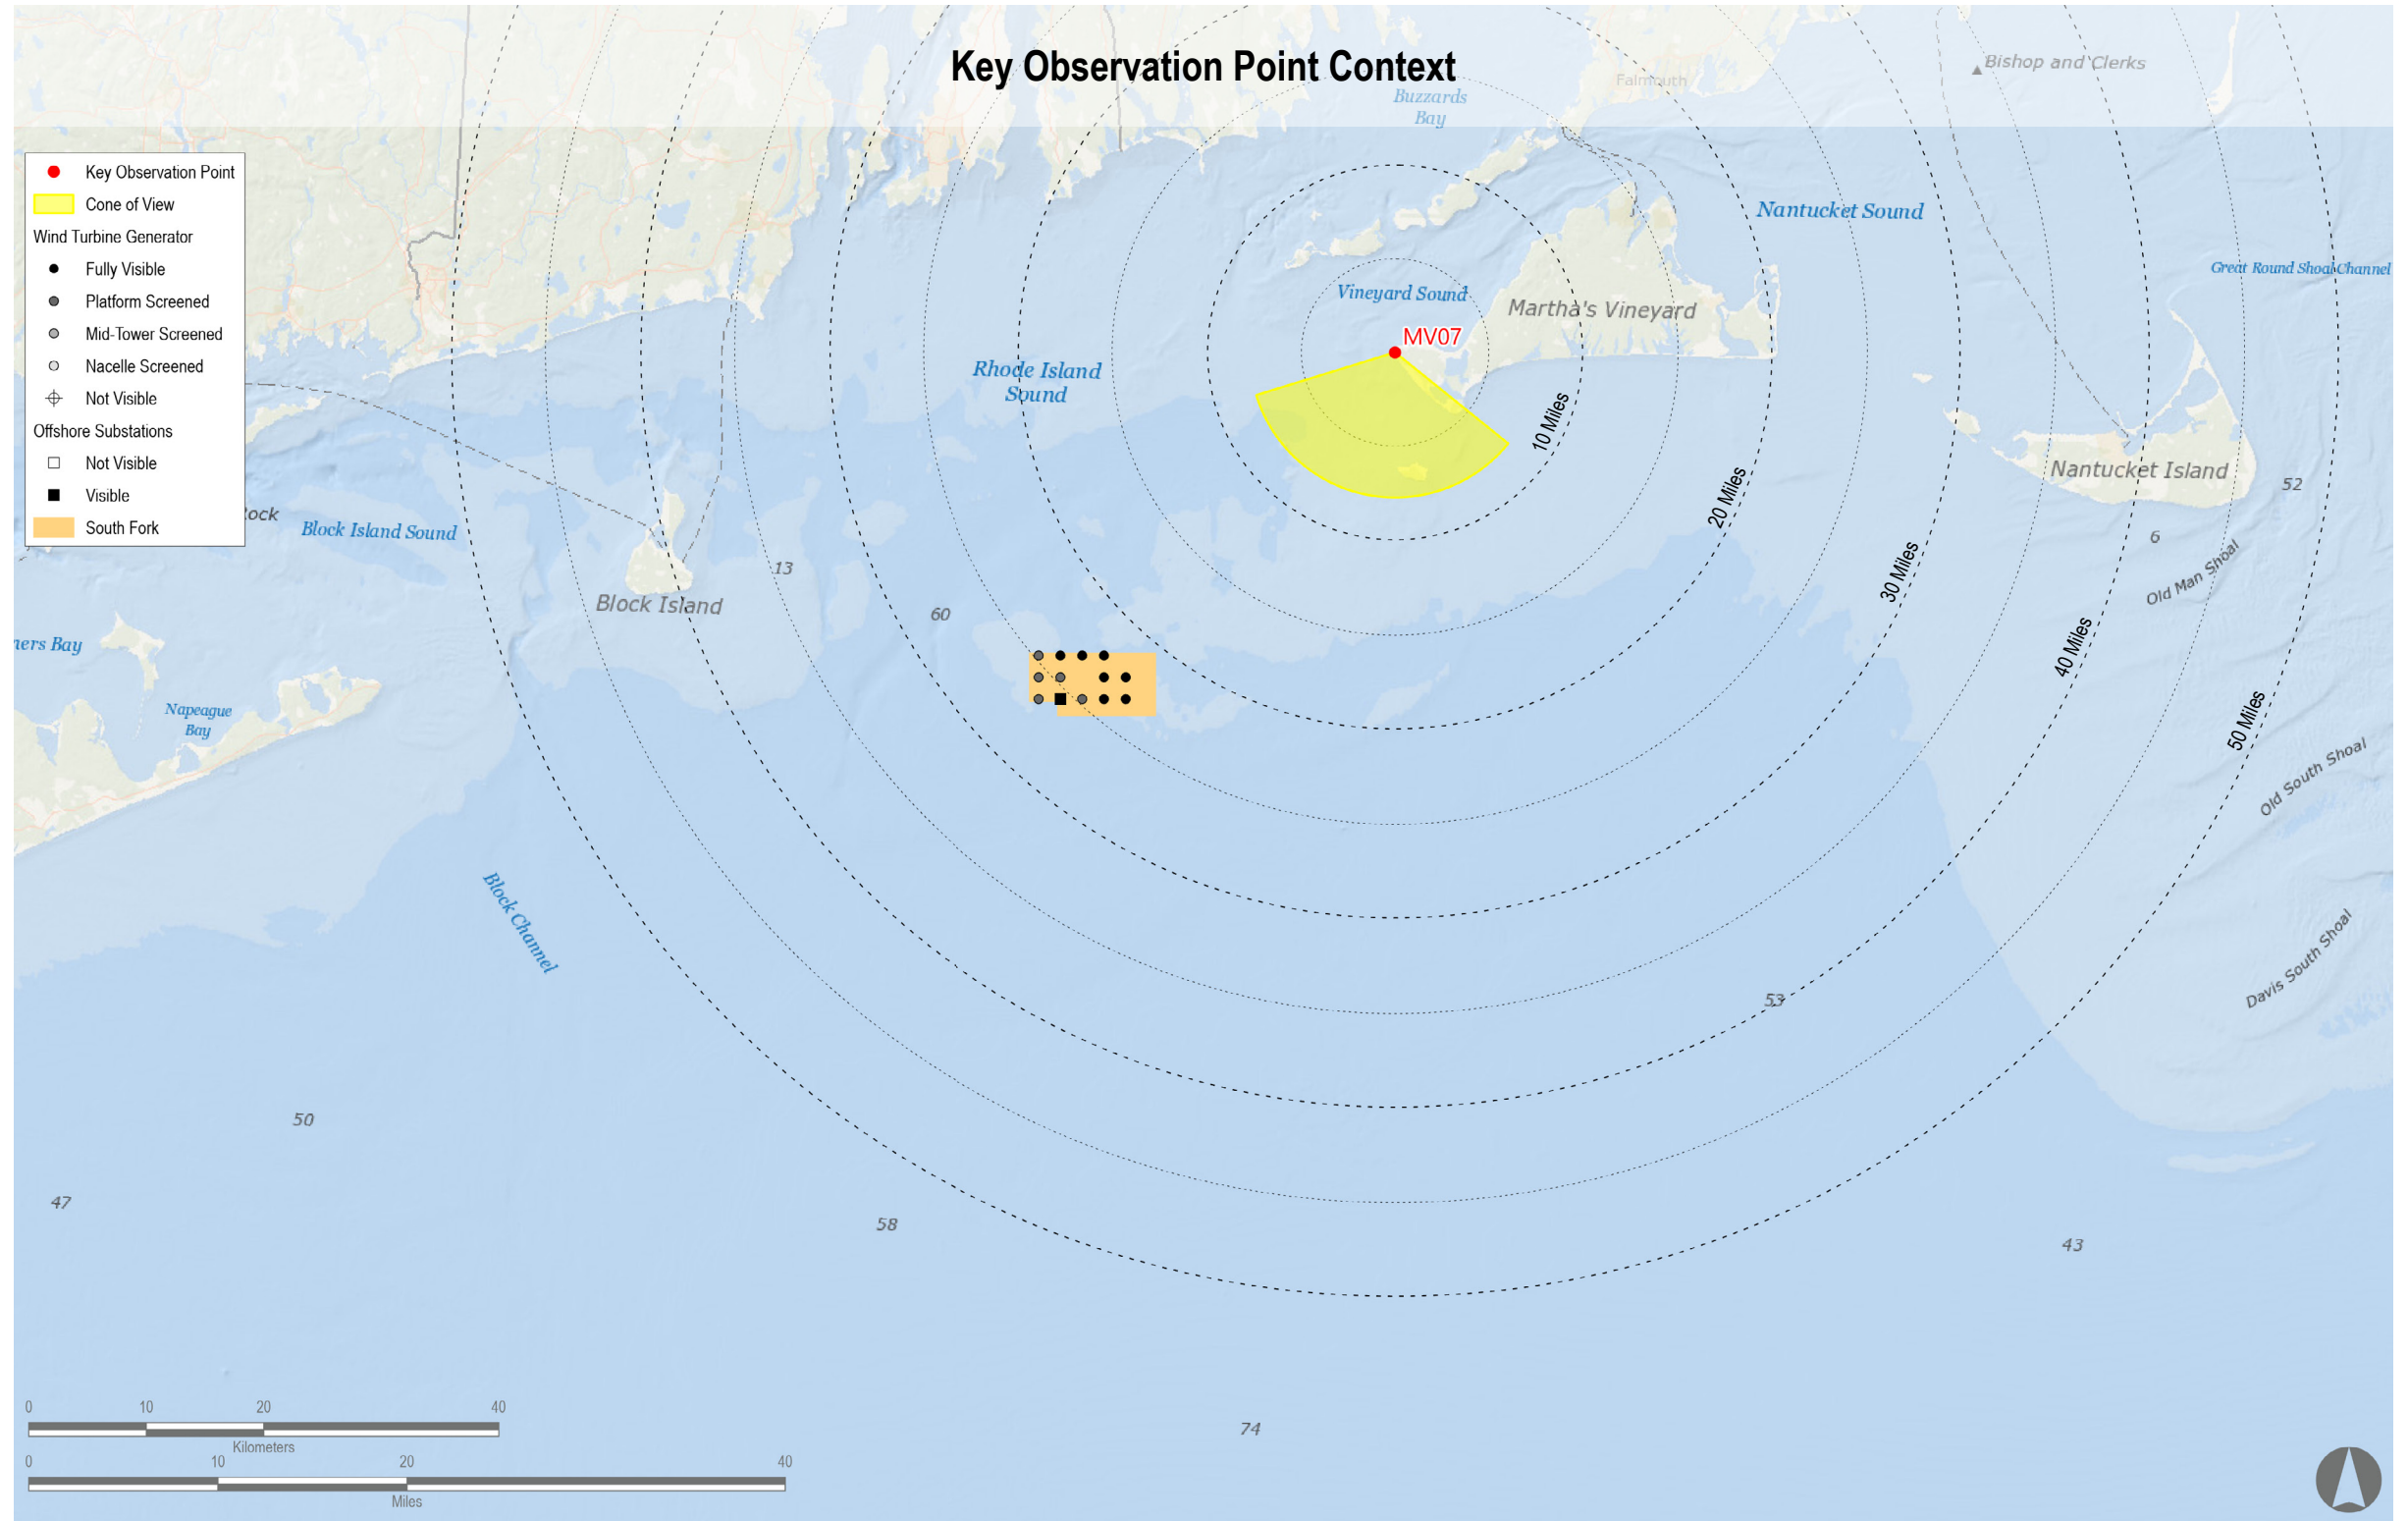 Key Observation Point Context
Bishop and Clerks
Falmouth
Buzzards
Bay
Key Observation Point
Cone of View
Wind Turbine Generator
Fully Visible
Platform Screened
Mid-Tower Screened
Nacelle Screened
Not Visible
Offshore Substations
Not Visible
Visible
South Fork
Nantucket Sound
Great Round Shoal Channel
Vineyard Sound
Martha's Vineyard
MV07
Rhode Island
Sound
10 Miles
20 Miles
30 Miles
40 Miles
50 Miles
Nantucket Island
52
6
Old Man Shoal
ock
Block Island Sound
13
Block Island
60
ners Bay
Napeague
Bay
Old South Shoal
Block Channel
Davis South Shoal
53
50
47
58
43
74
0 10 20 40
Kilometers
0 10 20 40
Miles